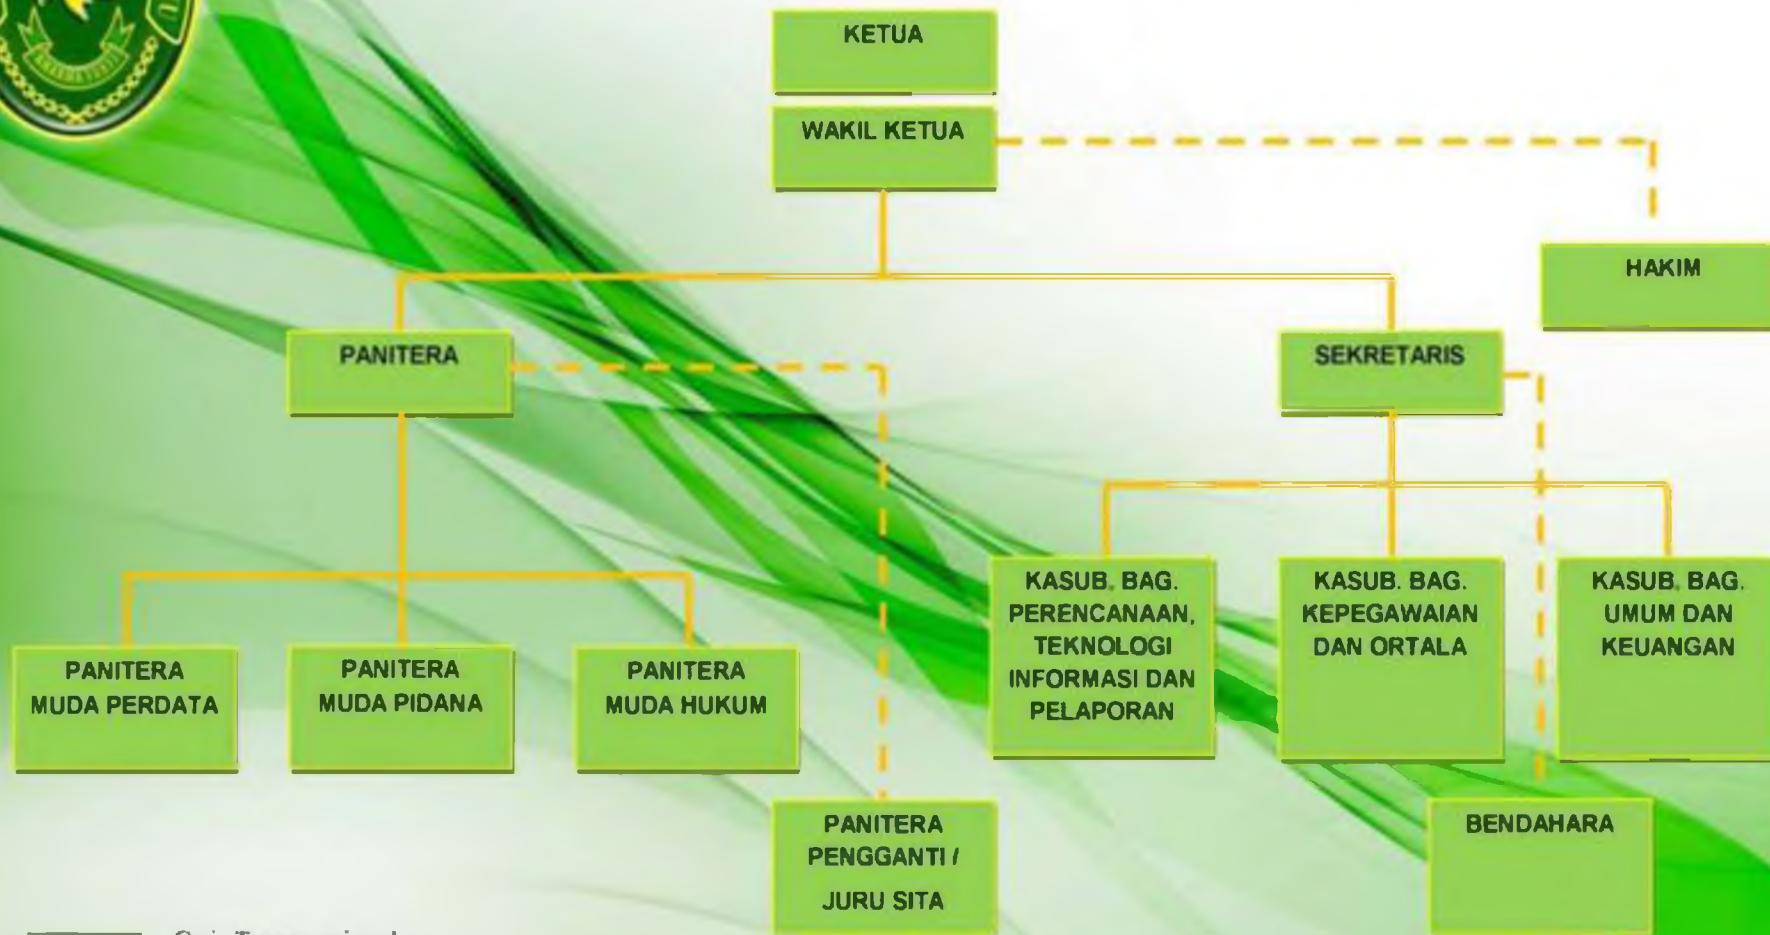 KETUA
WAKIL KETUA
HAKIM
PANITERA
SEKRETARIS
KASUB. BAG.
PERENCANAAN,
TEKNOLOGI
INFORMASI DAN
PELAPORAN
KASUB. BAG.
KEPEGAWAIAN
DAN ORTALA
KASUB. BAG.
UMUM DAN
KEUANGAN
PANITERA
MUDA PERDATA
PANITERA
MUDA PIDANA
PANITERA
MUDA HUKUM
PANITERA
PENGGANTI /
JURU SITA
BENDAHARA